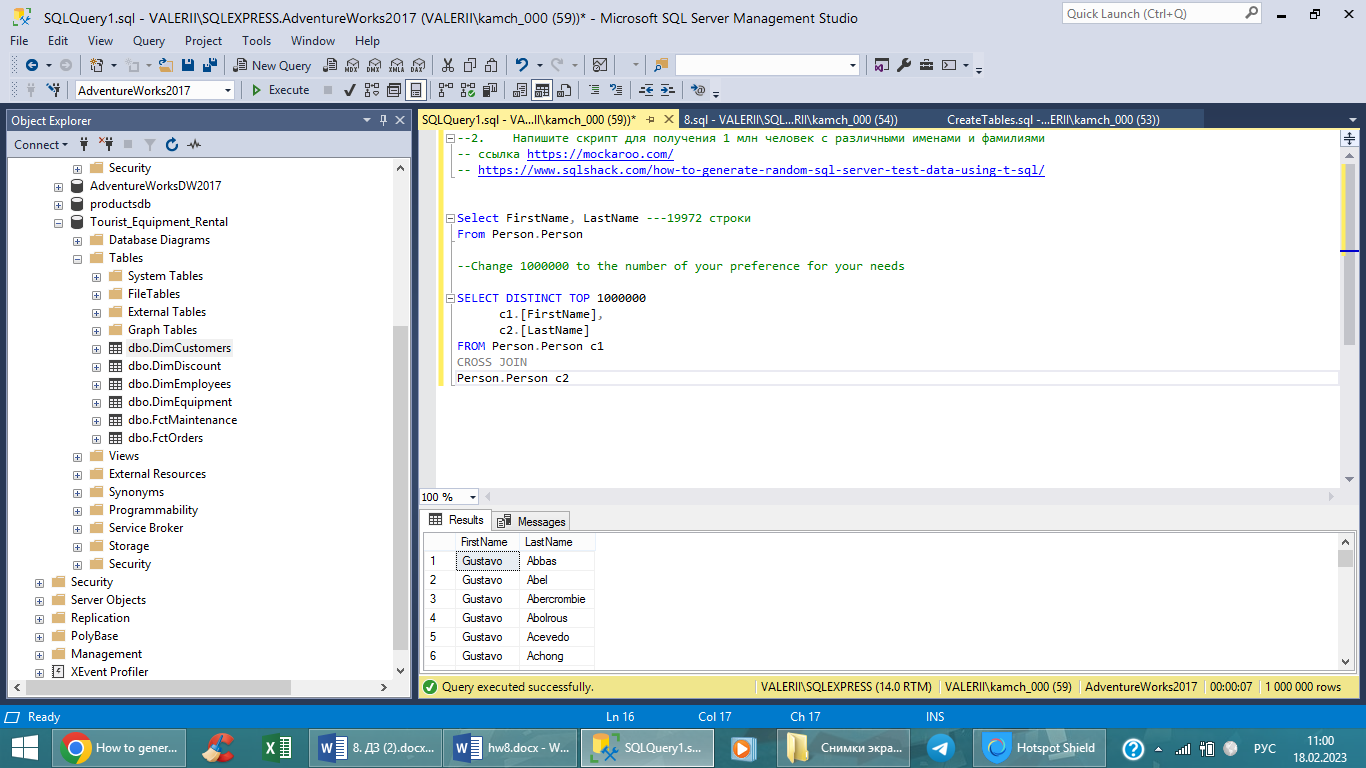 SQLQuery1.sql - VALERII\SQLEXPRESS.AdventureWorks2017 (VALERII\kamch_000 (59))* - Microsoft SQL Server Management Studio
Quick Launch (Ctrl+Q)
File Edit View Query Project Tools Window Help
New Query MDX DMX XMLA DAX
AdventureWorks2017 Execute
Object Explorer
Connect
Security
AdventureWorksDW2017
productsdb
Tourist_Equipment_Rental
Database Diagrams
Tables
System Tables
FileTables
External Tables
Graph Tables
dbo.DimCustomers
dbo.DimDiscount
dbo.DimEmployees
dbo.DimEquipment
dbo.FctMaintenance
dbo.FctOrders
Views
External Resources
Synonyms
Programmability
Service Broker
Storage
Security
Security
Server Objects
Replication
PolyBase
Management
XEvent Profiler
SQLQuery1.sql - VA...II\kamch_000 (59))* 8.sql - VALERII\SQL...RII\kamch_000 (54)) CreateTables.sql -...ERII\kamch_000 (53))
--2. Напишите скрипт для получения 1 млн человек с различными именами и фамилиями
-- ссылка https://mockaroo.com/
-- https://www.sqlshack.com/how-to-generate-random-sql-server-test-data-using-t-sql/
Select FirstName, LastName ---19972 строки
From Person.Person
--Change 1000000 to the number of your preference for your needs
SELECT DISTINCT TOP 1000000
c1.[FirstName],
c2.[LastName]
FROM Person.Person c1
CROSS JOIN
Person.Person c2
100 %
Results Messages
FirstName LastName
1 Gustavo Abbas
2 Gustavo Abel
3 Gustavo Abercrombie
4 Gustavo Abolrous
5 Gustavo Acevedo
6 Gustavo Achong
Query executed successfully. VALERII\SQLEXPRESS (14.0 RTM) VALERII\kamch_000 (59) AdventureWorks2017 00:00:07 1 000 000 rows
Ready Ln 16 Col 17 Ch 17 INS
How to gener... 8. ДЗ (2).docx... hw8.docx - W... SQLQuery1.s... Снимки экра... Hotspot Shield РУС 11:00
18.02.2023